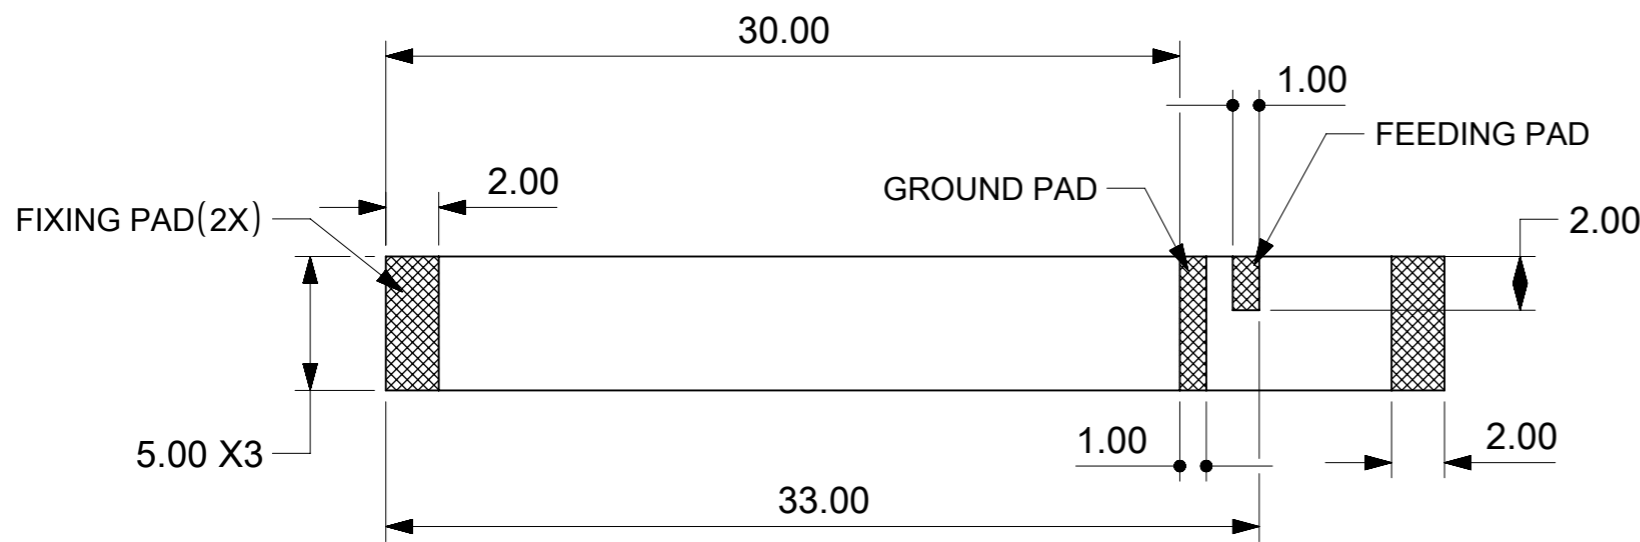 30.00
1.00
FEEDING PAD
2.00
GROUND PAD
FIXING PAD(2X)
2.00
5.00 X3
1.00
2.00
33.00